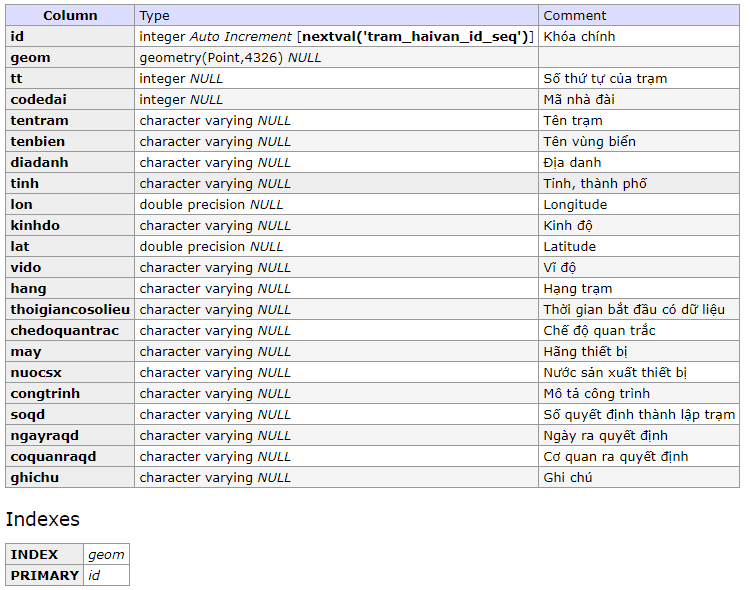 Column Type Comment
id integer Auto Increment [nextval('tram_haivan_id_seq')] Khóa chính
geom geometry(Point,4326) NULL
tt integer NULL Số thứ tự của trạm
codedai integer NULL Mã nhà đài
tentram character varying NULL Tên trạm
tenbien character varying NULL Tên vùng biển
diadanh character varying NULL Địa danh
tinh character varying NULL Tỉnh, thành phố
lon double precision NULL Longitude
kinhdo character varying NULL Kinh độ
lat double precision NULL Latitude
vido character varying NULL Vĩ độ
hang character varying NULL Hạng trạm
thoigiancosolieu character varying NULL Thời gian bắt đầu có dữ liệu
chedoquantrac character varying NULL Chế độ quan trắc
may character varying NULL Hãng thiết bị
nuocsx character varying NULL Nước sản xuất thiết bị
congtrinh character varying NULL Mô tả công trình
soqd character varying NULL Số quyết định thành lập trạm
ngayraqd character varying NULL Ngày ra quyết định
coquanraqd character varying NULL Cơ quan ra quyết định
ghichu character varying NULL Ghi chú
Indexes
INDEX geom
PRIMARY id